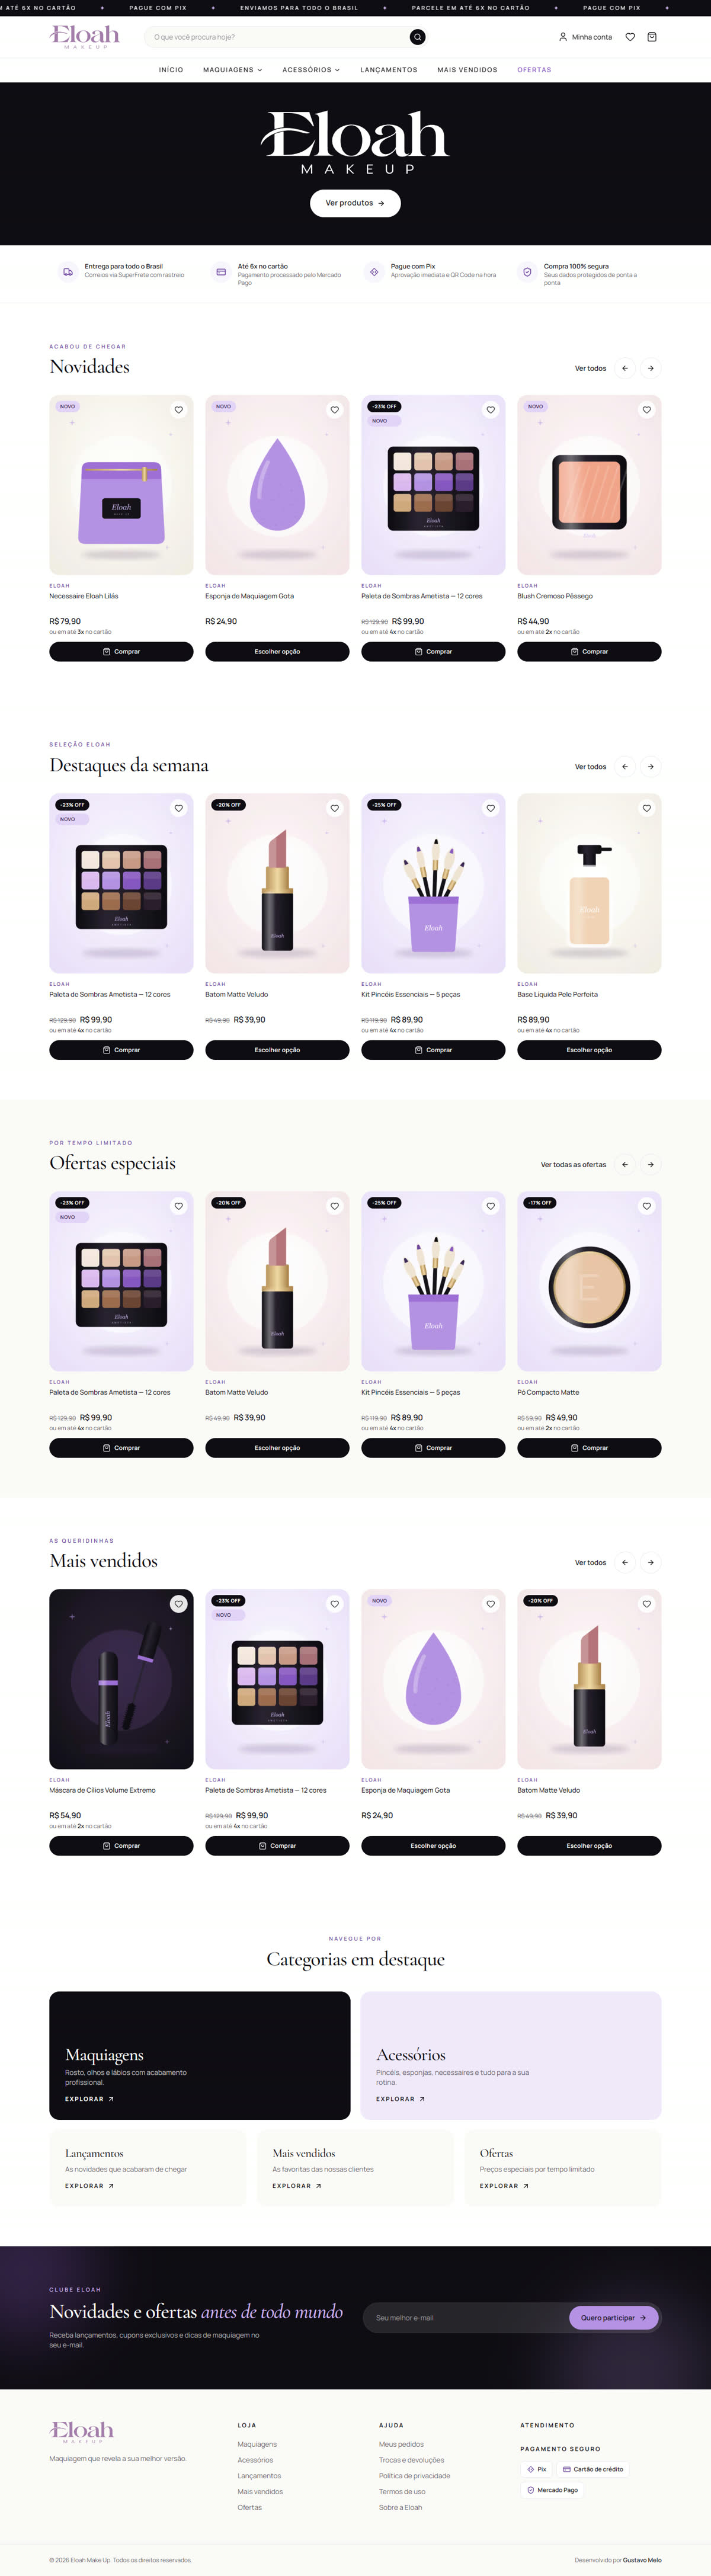 M ATÉ 6X NO CARTÃO ✦ PAGUE COM PIX ✦ ENVIAMOS PARA TODO O BRASIL ✦ PARCELE EM ATÉ 6X NO CARTÃO ✦ PAGUE COM PIX ✦
Eloah
MAKEUP
O que você procura hoje?
Minha conta
INÍCIO MAQUIAGENS ACESSÓRIOS LANÇAMENTOS MAIS VENDIDOS OFERTAS
Eloah
MAKEUP
Ver produtos →
Entrega para todo o Brasil
Correios via SuperFrete com rastreio
Até 6x no cartão
Pagamento processado pelo Mercado
Pago
Pague com Pix
Aprovação imediata e QR Code na hora
Compra 100% segura
Seus dados protegidos de ponta a
ponta
ACABOU DE CHEGAR
Novidades
Ver todos ← →
NOVO
Eloah
ELOAH
Necessaire Eloah Lilás
R$ 79,90
ou em até 3x no cartão
Comprar
NOVO
ELOAH
Esponja de Maquiagem Gota
R$ 24,90
Escolher opção
-23% OFF
NOVO
Eloah
ELOAH
Paleta de Sombras Ametista — 12 cores
R$ 129,90 R$ 99,90
ou em até 4x no cartão
Comprar
NOVO
ELOAH
Blush Cremoso Pêssego
R$ 44,90
ou em até 2x no cartão
Comprar
SELEÇÃO ELOAH
Destaques da semana
Ver todos ← →
-23% OFF
NOVO
Eloah
ELOAH
Paleta de Sombras Ametista — 12 cores
R$ 129,90 R$ 99,90
ou em até 4x no cartão
Comprar
-20% OFF
Eloah
ELOAH
Batom Matte Veludo
R$ 49,90 R$ 39,90
Escolher opção
-25% OFF
Eloah
ELOAH
Kit Pincéis Essenciais — 5 peças
R$ 119,90 R$ 89,90
ou em até 4x no cartão
Comprar
Eloah
ELOAH
Base Líquida Pele Perfeita
R$ 89,90
ou em até 4x no cartão
Escolher opção
POR TEMPO LIMITADO
Ofertas especiais
Ver todas as ofertas ← →
-23% OFF
NOVO
Eloah
ELOAH
Paleta de Sombras Ametista — 12 cores
R$ 129,90 R$ 99,90
ou em até 4x no cartão
Comprar
-20% OFF
Eloah
ELOAH
Batom Matte Veludo
R$ 49,90 R$ 39,90
Escolher opção
-25% OFF
Eloah
ELOAH
Kit Pincéis Essenciais — 5 peças
R$ 119,90 R$ 89,90
ou em até 4x no cartão
Comprar
-17% OFF
E
ELOAH
Pó Compacto Matte
R$ 59,90 R$ 49,90
ou em até 2x no cartão
Comprar
AS QUERIDINHAS
Mais vendidos
Ver todos ← →
Eloah
ELOAH
Máscara de Cílios Volume Extremo
R$ 54,90
ou em até 2x no cartão
Comprar
-23% OFF
NOVO
Eloah
ELOAH
Paleta de Sombras Ametista — 12 cores
R$ 129,90 R$ 99,90
ou em até 4x no cartão
Comprar
NOVO
ELOAH
Esponja de Maquiagem Gota
R$ 24,90
Escolher opção
-20% OFF
Eloah
ELOAH
Batom Matte Veludo
R$ 49,90 R$ 39,90
Escolher opção
NAVEGUE POR
Categorias em destaque
Maquiagens
Rosto, olhos e lábios com acabamento
profissional.
EXPLORAR
Acessórios
Pincéis, esponjas, necessaires e tudo para a sua
rotina.
EXPLORAR
Lançamentos
As novidades que acabaram de chegar
EXPLORAR
Mais vendidos
As favoritas das nossas clientes
EXPLORAR
Ofertas
Preços especiais por tempo limitado
EXPLORAR
CLUBE ELOAH
Novidades e ofertas antes de todo mundo
Receba lançamentos, cupons exclusivos e dicas de maquiagem no
seu e-mail.
Seu melhor e-mail
Quero participar →
Eloah
MAKEUP
Maquiagem que revela a sua melhor versão.
LOJA
Maquiagens
Acessórios
Lançamentos
Mais vendidos
Ofertas
AJUDA
Meus pedidos
Trocas e devoluções
Política de privacidade
Termos de uso
Sobre a Eloah
ATENDIMENTO
PAGAMENTO SEGURO
Pix
Cartão de crédito
Mercado Pago
© 2026 Eloah Make Up. Todos os direitos reservados.
Desenvolvido por Gustavo Melo